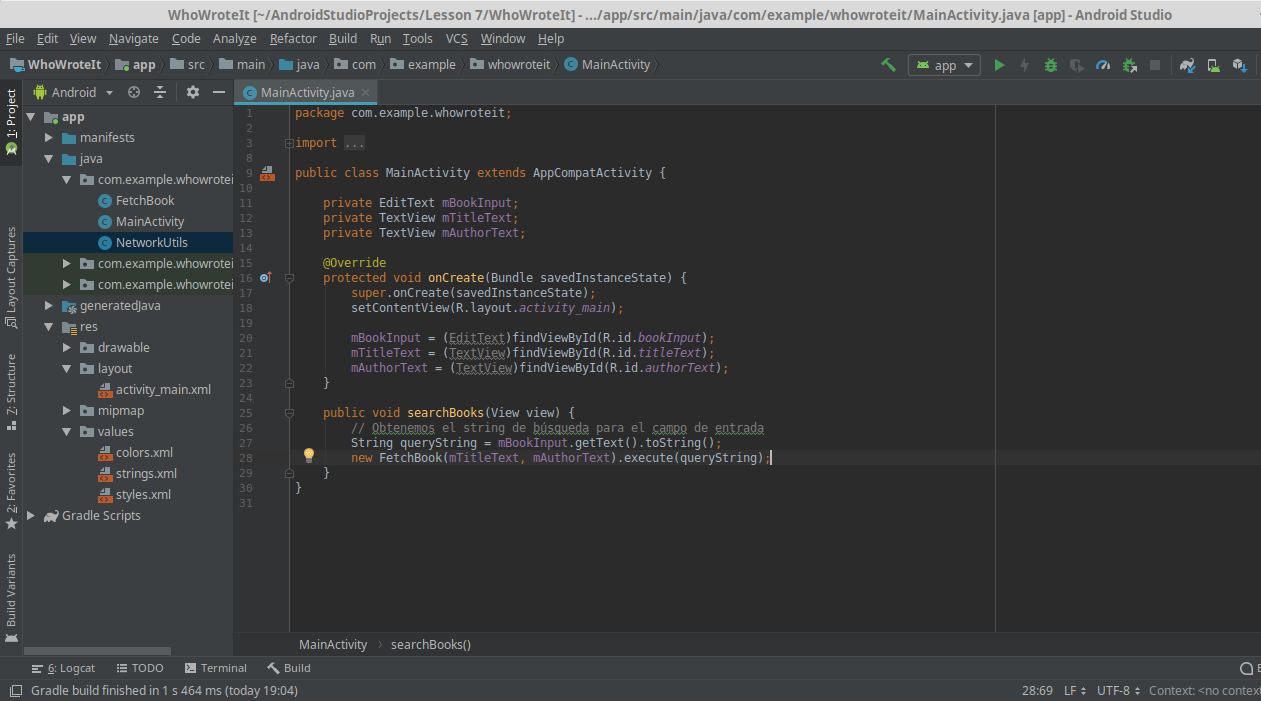 WhoWroteIt [~/AndroidStudioProjects/Lesson 7/WhoWroteIt] - .../app/src/main/java/com/example/whowroteit/MainActivity.java [app] - Android Studio
File Edit View Navigate Code Analyze Refactor Build Run Tools VCS Window Help
WhoWroteIt app src main java com example whowroteit MainActivity app
1: Project
Layout Captures
7: Structure
2: Favorites
Build Variants
Android
app
manifests
java
com.example.whowroteit
FetchBook
MainActivity
NetworkUtils
com.example.whowrotei
com.example.whowrotei
generatedJava
res
drawable
layout
activity_main.xml
mipmap
values
colors.xml
strings.xml
styles.xml
Gradle Scripts
MainActivity.java
1 package com.example.whowroteit;
2
3 import ...
8
9 public class MainActivity extends AppCompatActivity {
10
11 private EditText mBookInput;
12 private TextView mTitleText;
13 private TextView mAuthorText;
14
15 @Override
16 protected void onCreate(Bundle savedInstanceState) {
17 super.onCreate(savedInstanceState);
18 setContentView(R.layout.activity_main);
19
20 mBookInput = (EditText)findViewById(R.id.bookInput);
21 mTitleText = (TextView)findViewById(R.id.titleText);
22 mAuthorText = (TextView)findViewById(R.id.authorText);
23 }
24
25 public void searchBooks(View view) {
26 // Obtenemos el string de búsqueda para el campo de entrada
27 String queryString = mBookInput.getText().toString();
28 new FetchBook(mTitleText, mAuthorText).execute(queryString);
29 }
30 }
31
MainActivity searchBooks()
6: Logcat TODO Terminal Build E
Gradle build finished in 1 s 464 ms (today 19:04) 28:69 LF UTF-8 Context: <no context